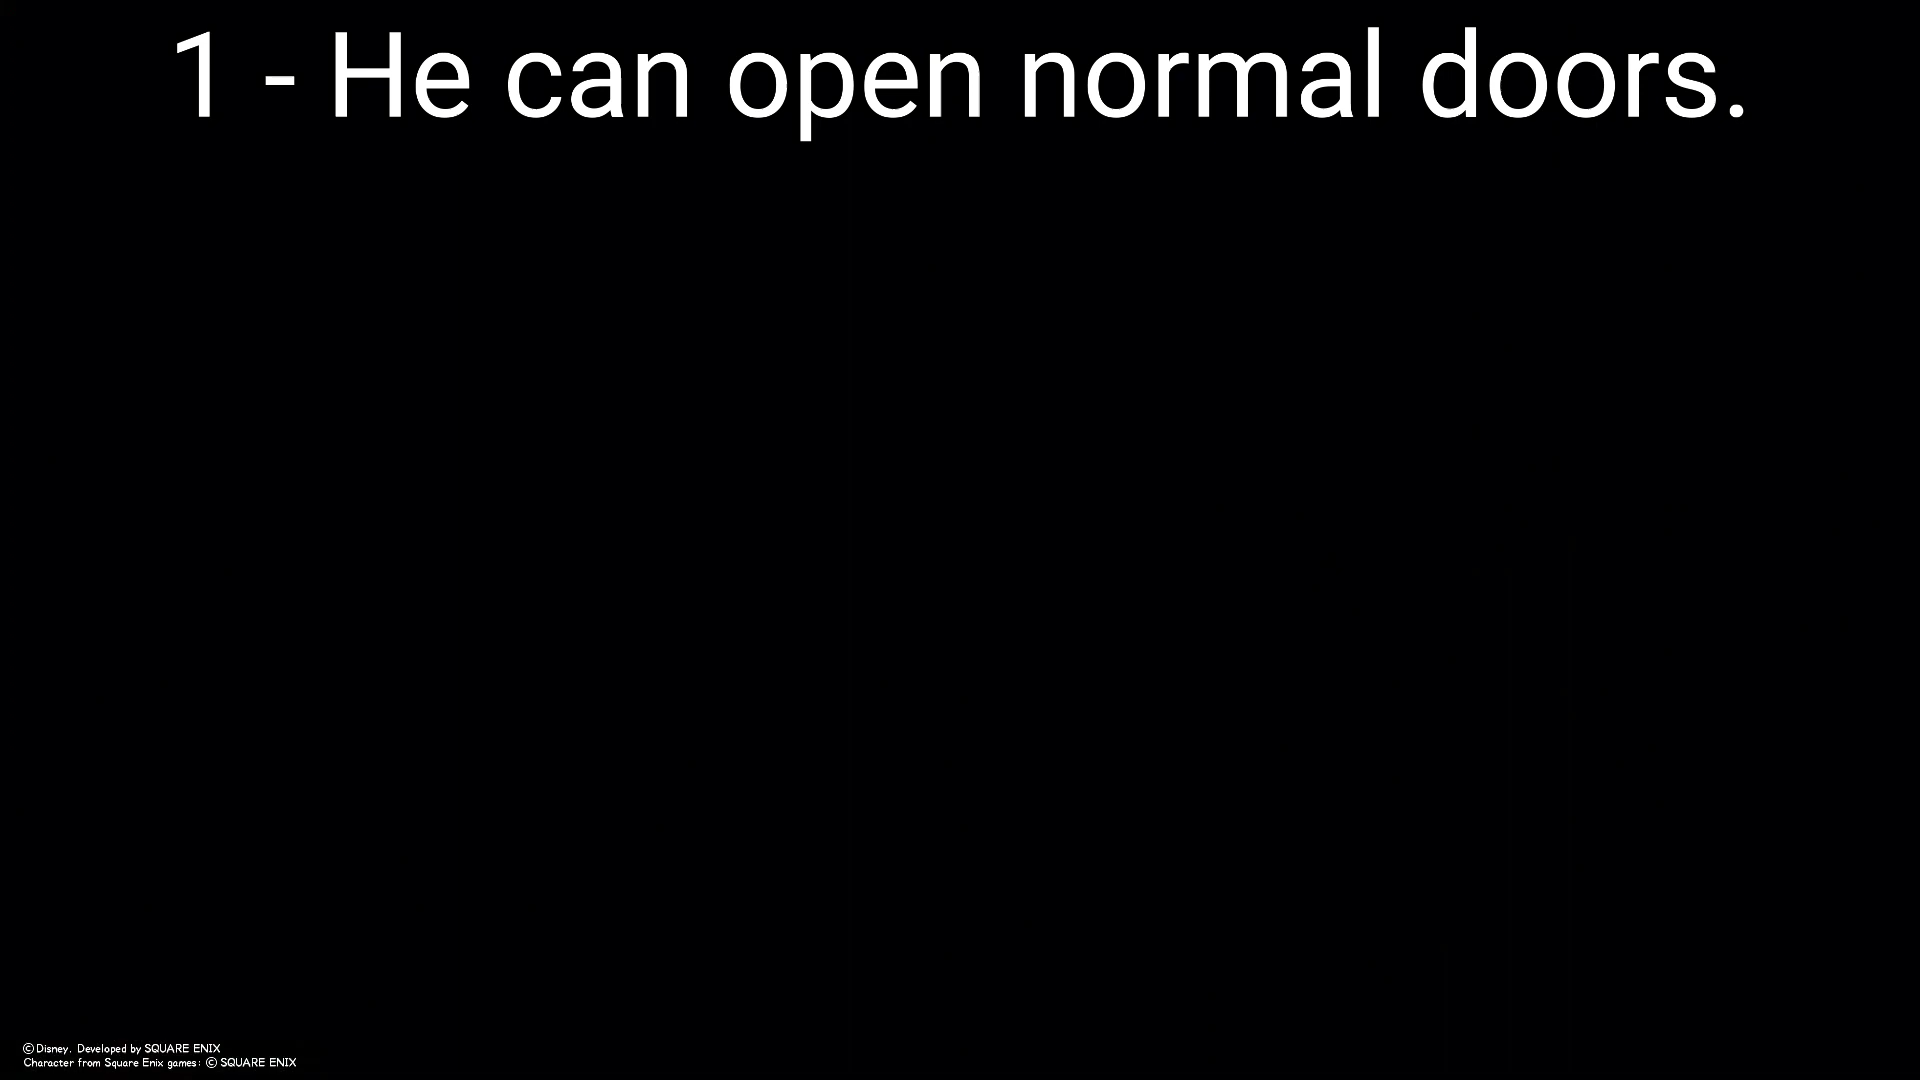 1 - He can open normal doors.
©Disney. Developed by SQUARE ENIX
Character from Square Enix games: © SQUARE ENIX